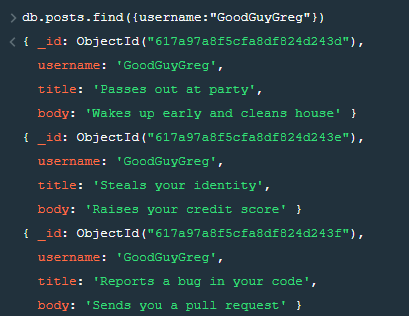 > db.posts.find({username:"GoodGuyGreg"})
< { _id: ObjectId("617a97a8f5cfa8df824d243d"),
username: 'GoodGuyGreg',
title: 'Passes out at party',
body: 'Wakes up early and cleans house' }
{ _id: ObjectId("617a97a8f5cfa8df824d243e"),
username: 'GoodGuyGreg',
title: 'Steals your identity',
body: 'Raises your credit score' }
{ _id: ObjectId("617a97a8f5cfa8df824d243f"),
username: 'GoodGuyGreg',
title: 'Reports a bug in your code',
body: 'Sends you a pull request' }